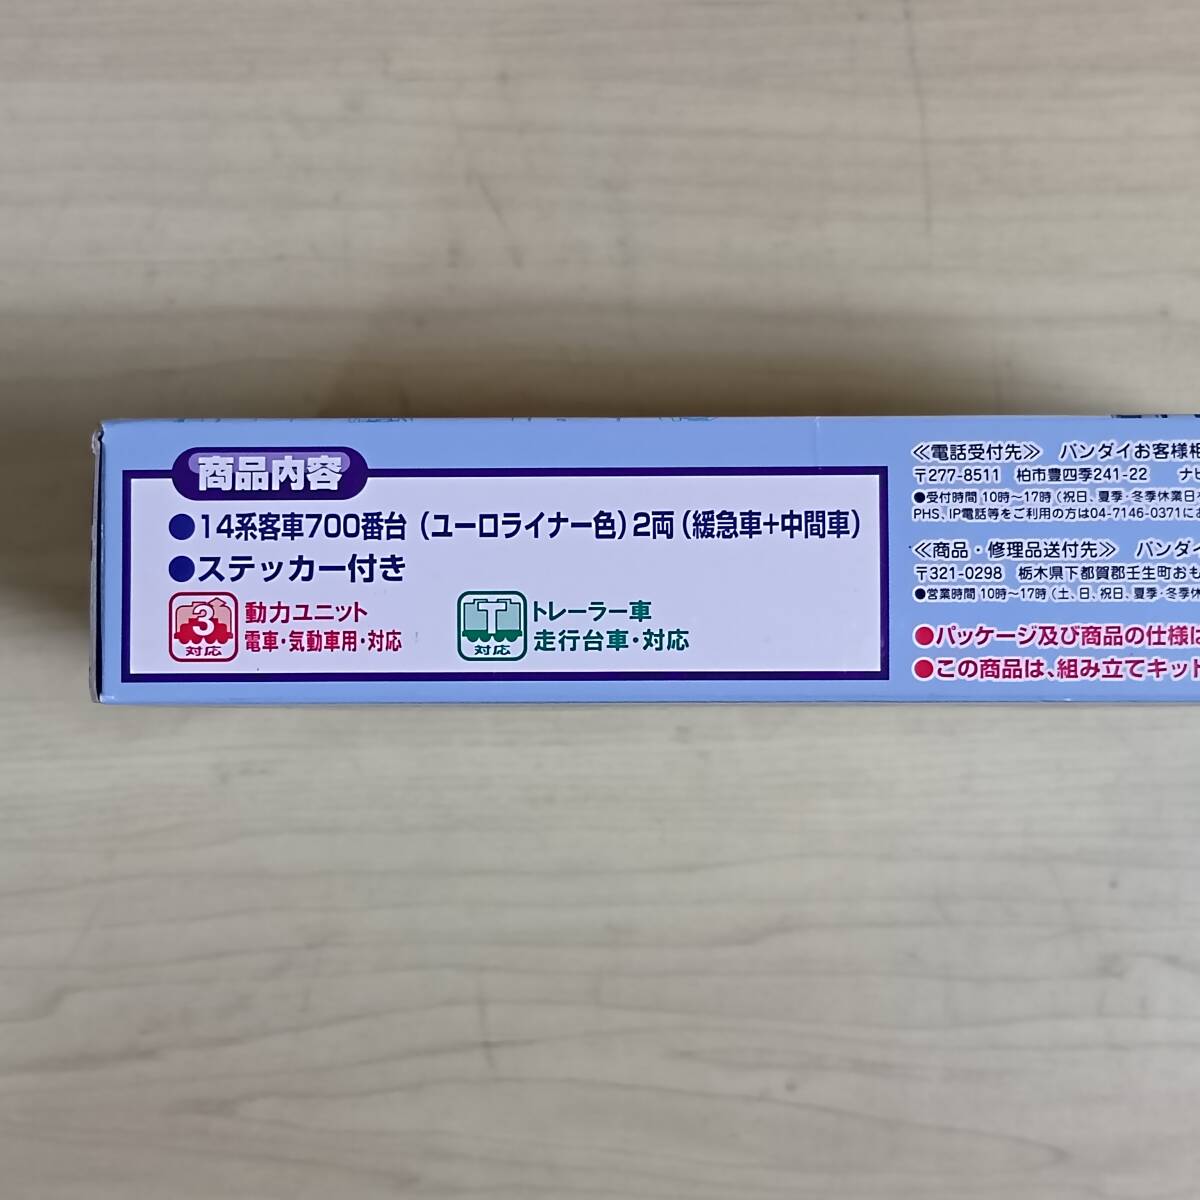 商品内容
●14系客車700番台（ユーロライナー色）2両（緩急車+中間車）
●ステッカー付き
3
対応
動力ユニット
電車・気動車用・対応
T
対応
トレーラー車
走行台車・対応
≪電話受付先≫ バンダイお客様相
〒277-8511 柏市豊四季241-22 ナビ
●受付時間 10時〜17時（祝日、夏季・冬季休業日
PHS、IP電話等をご利用の方は04-7146-0371に
≪商品・修理品送付先≫ バンダイ
〒321-0298 栃木県下都賀郡壬生町おも
●営業時間 10時〜17時（土、日、祝日、夏季・冬季休
●パッケージ及び商品の仕様は
●この商品は、組み立てキット